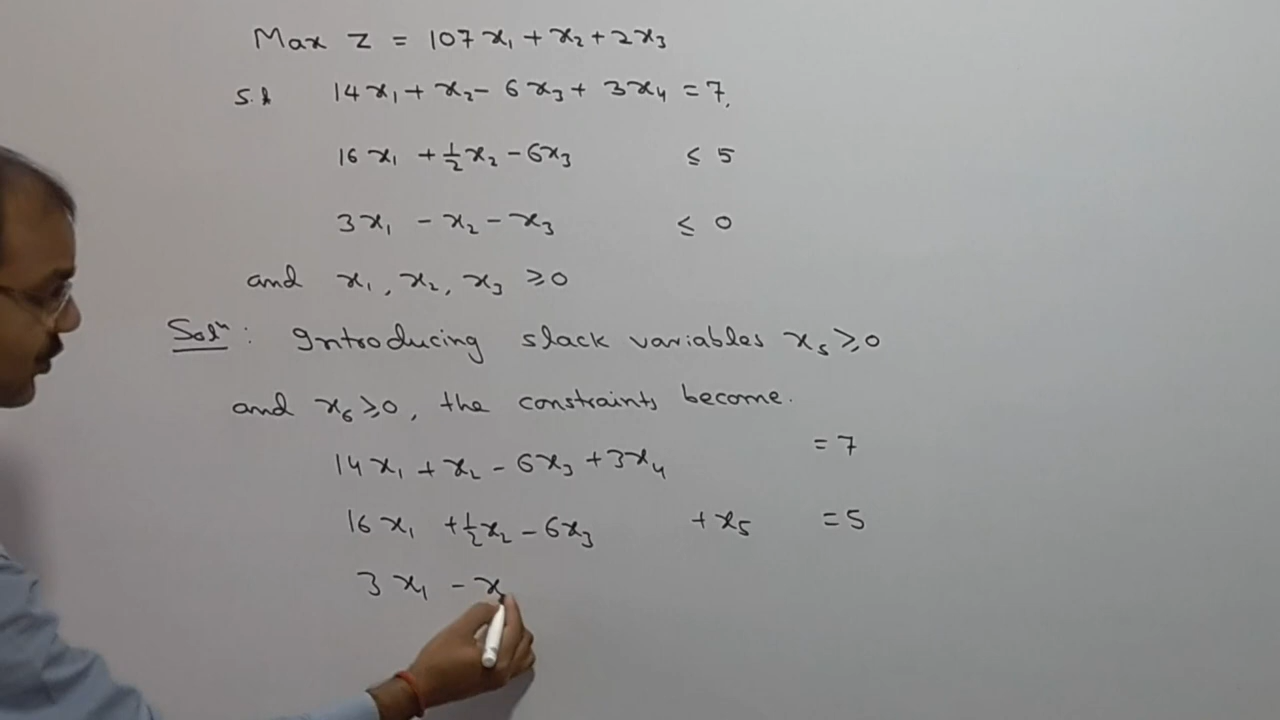 Max Z = 107x₁ + x₂ + 2x₃
S.t 14x₁ + x₂ - 6x₃ + 3x₄ = 7,
16x₁ + ½x₂ - 6x₃ ≤ 5
3x₁ - x₂ - x₃ ≤ 0
and x₁, x₂, x₃ ≥ 0
Solⁿ: Introducing slack variables x₅ ≥ 0
and x₆ ≥ 0, the constraints become.
14x₁ + x₂ - 6x₃ + 3x₄ = 7
16x₁ + ½x₂ - 6x₃ + x₅ = 5
3x₁ - x